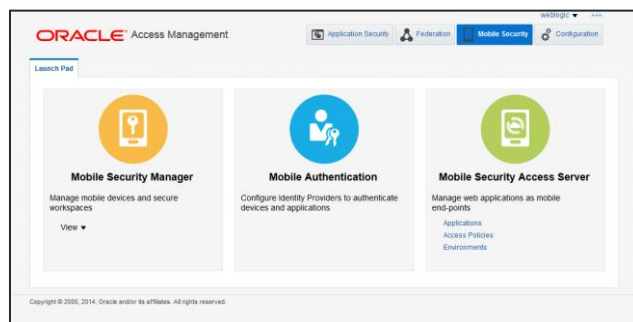 weblogic
ORACLE® Access Management
Application Security
Federation
Mobile Security
Configuration
Launch Pad
Mobile Security Manager
Manage mobile devices and secure
workspaces
View
Mobile Authentication
Configure Identity Providers to authenticate
devices and applications
Mobile Security Access Server
Manage web applications as mobile
end-points
Applications
Access Policies
Environments
Copyright © 2000, 2014, Oracle and/or its affiliates. All rights reserved.